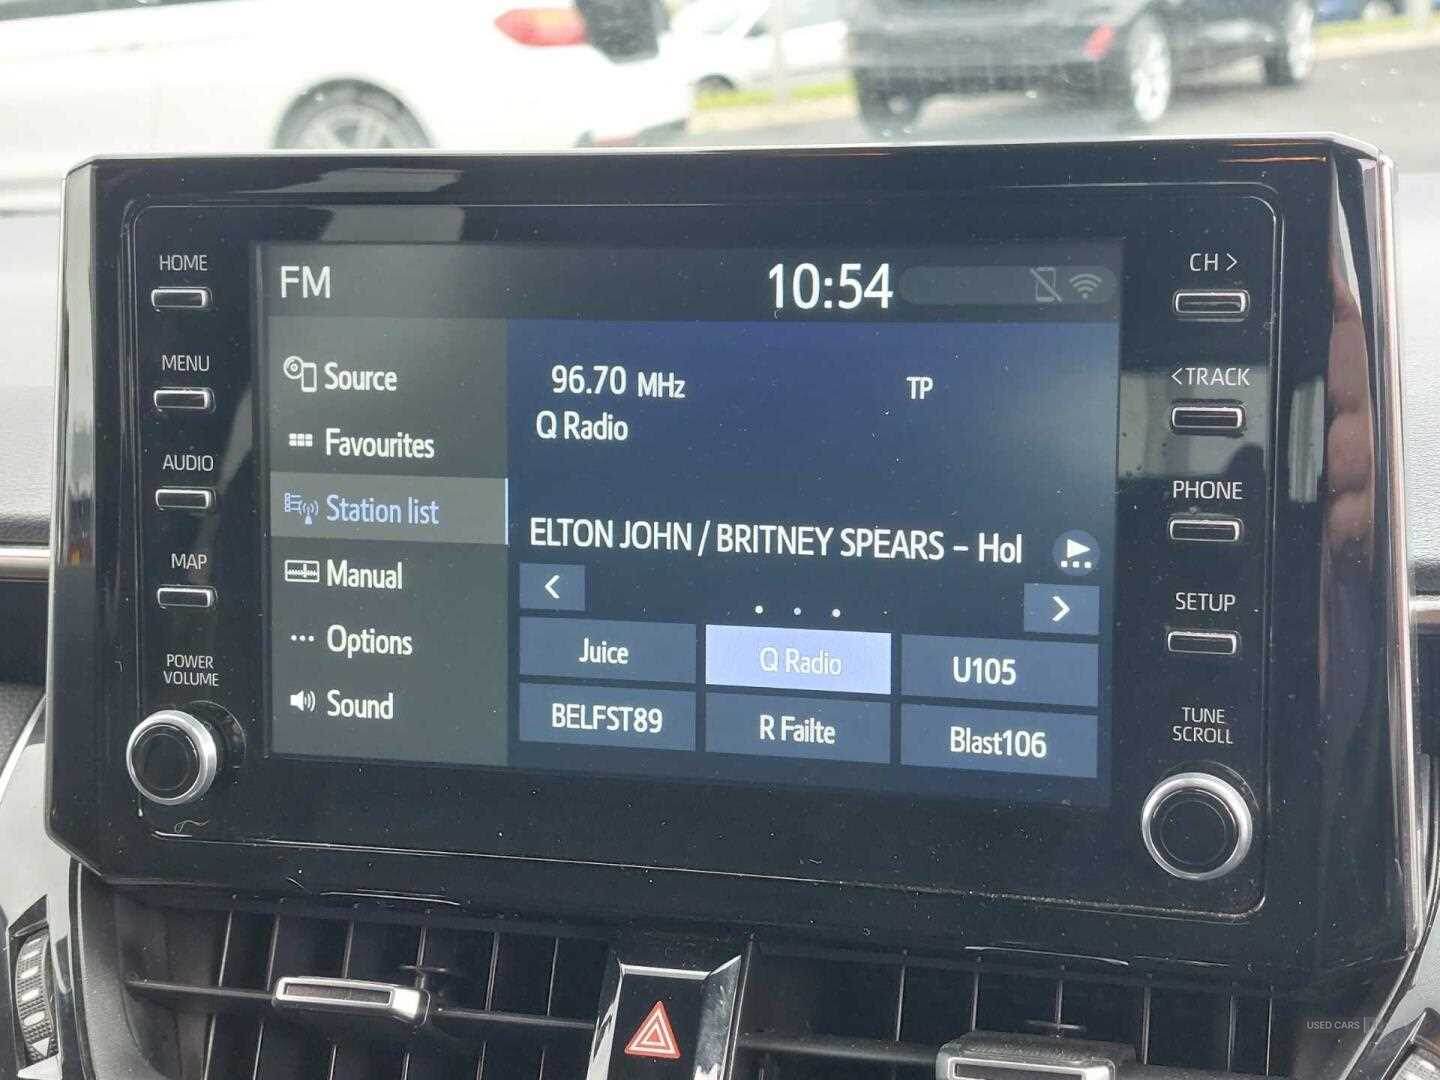 HOME
MENU
AUDIO
MAP
POWER
VOLUME
FM
10:54
Source
Favourites
Station list
Manual
Options
Sound
96.70 MHz
TP
Q Radio
ELTON JOHN / BRITNEY SPEARS - Hol
Juice
Q Radio
U105
BELFST89
R Failte
Blast106
CH >
< TRACK
PHONE
SETUP
TUNE
SCROLL
USED CARS NI